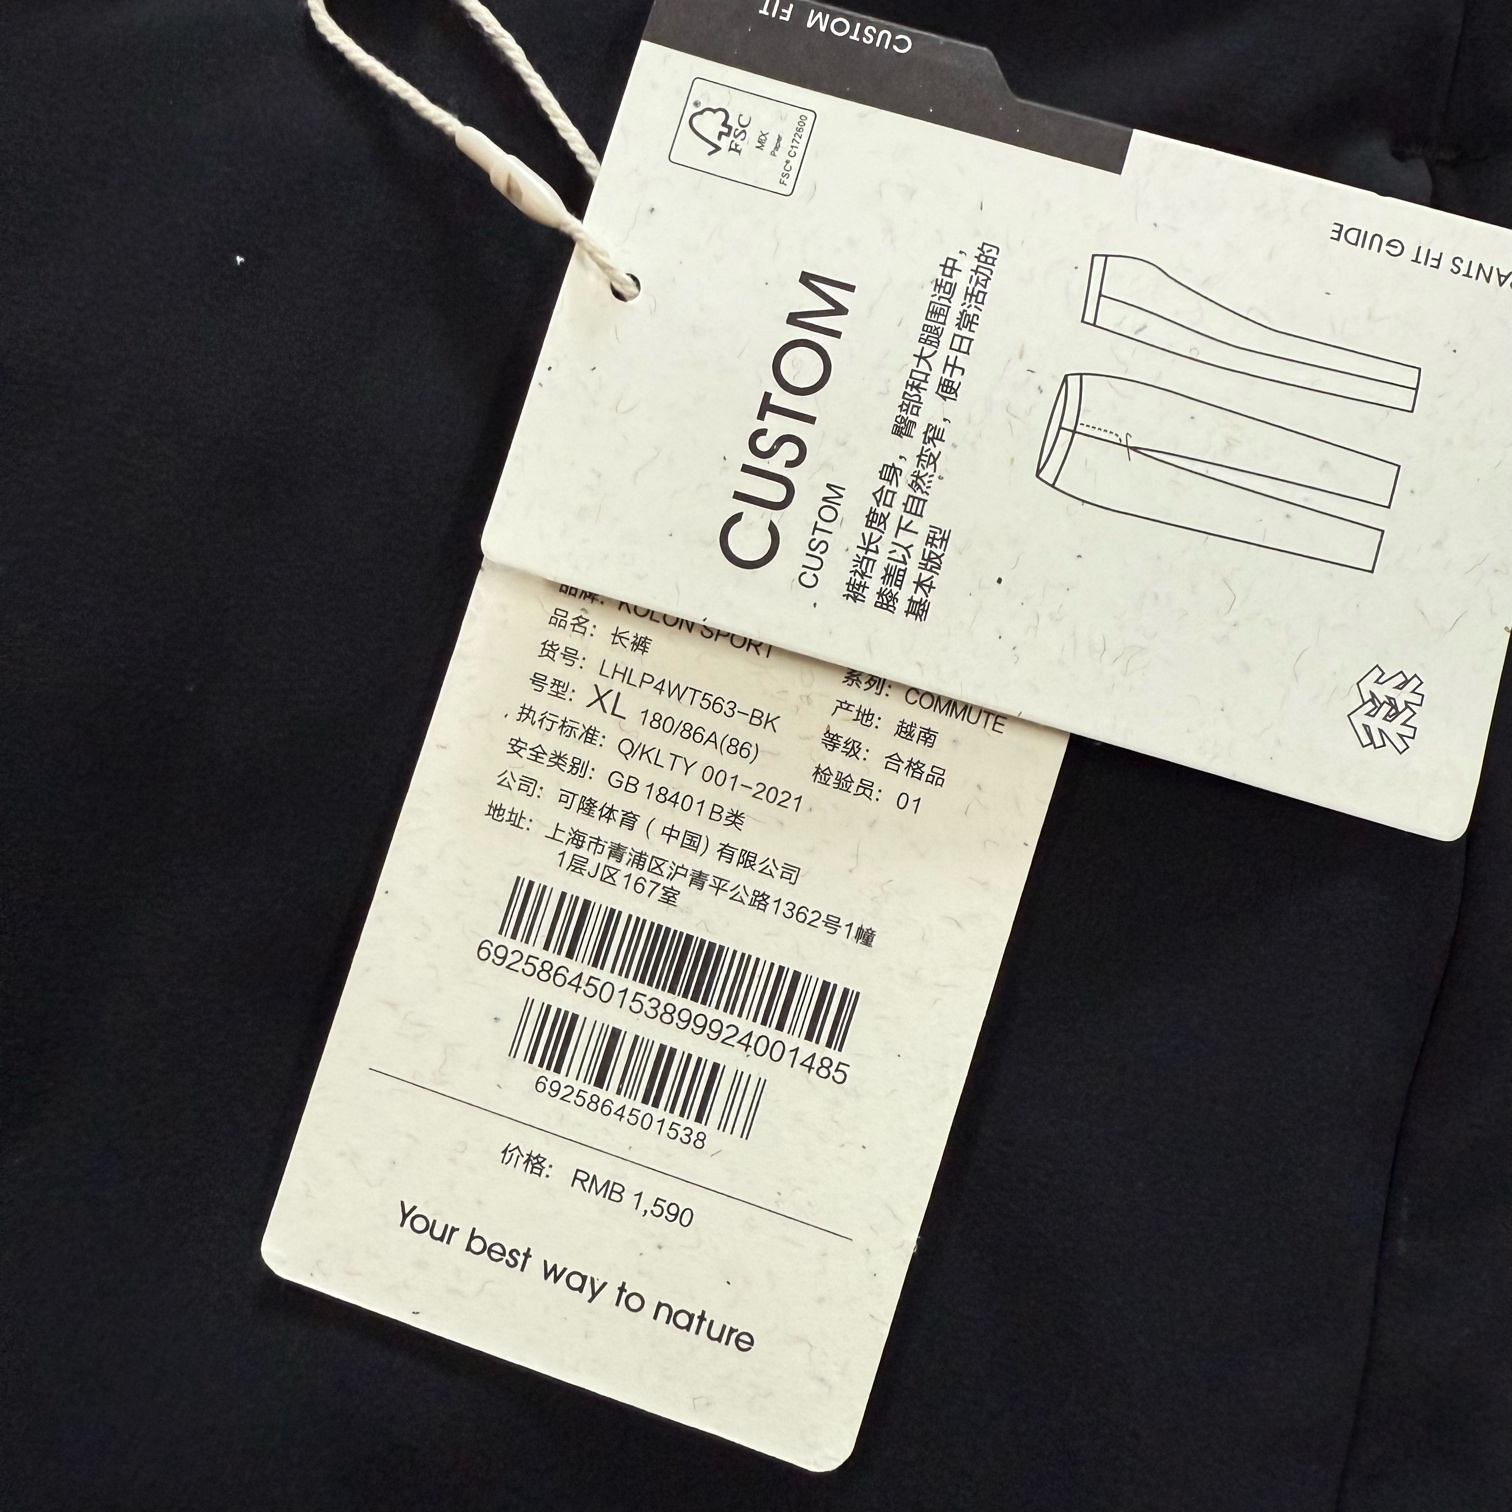 CUSTOM FIT
FSC®
MIX
Paper
FSC® C172600
PANTS FIT GUIDE
CUSTOM
CUSTOM
裤裆长度合身，臀部和大腿围适中，
膝盖以下自然变窄，便于日常活动的
基本版型
品牌：KOLON SPORT
品名：长裤
货号：LHLP4WT563-BK
号型：XL 180/86A(86)
执行标准：Q/KLTY 001-2021
安全类别：GB 18401 B类
系列：COMMUTE
产地：越南
等级：合格品
检验员：01
公司：可隆体育（中国）有限公司
地址：上海市青浦区沪青平公路1362号1幢
1层J区167室
692586450153899924001485
6925864501538
价格：RMB 1,590
Your best way to nature